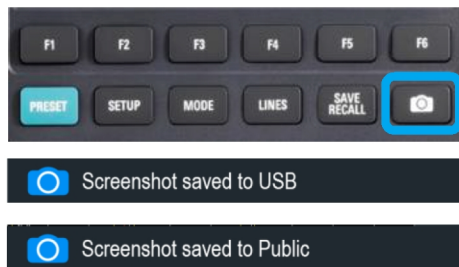 F1 F2 F3 F4 F5 F6
PRESET SETUP MODE LINES SAVE RECALL
Screenshot saved to USB
Screenshot saved to Public